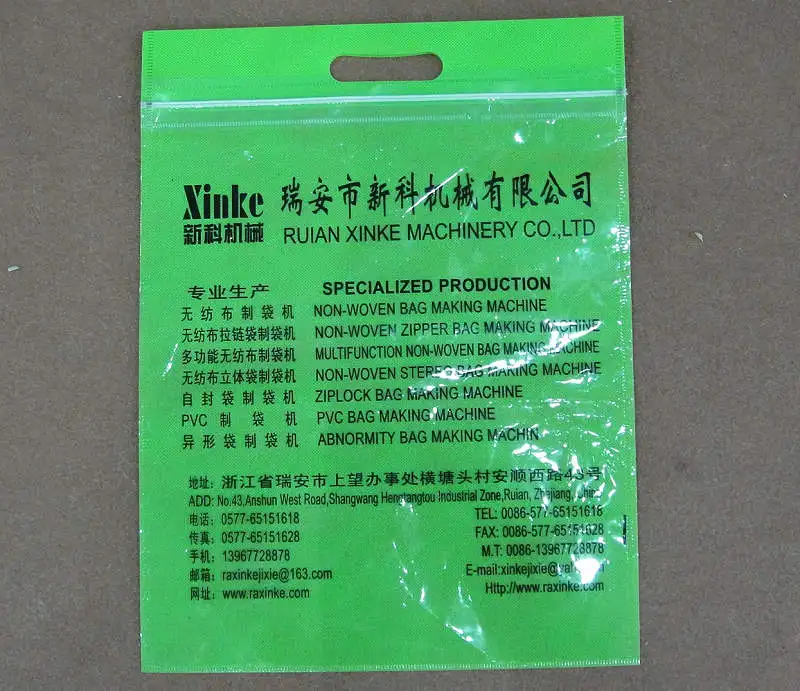 Xinke 瑞安市新科机械有限公司
新科机械 RUIAN XINKE MACHINERY CO.,LTD
专业生产 SPECIALIZED PRODUCTION
无纺布制袋机 NON-WOVEN BAG MAKING MACHINE
无纺布拉链袋制袋机 NON-WOVEN ZIPPER BAG MAKING MACHINE
多功能无纺布制袋机 MULTIFUNCTION NON-WOVEN BAG MAKING MACHINE
无纺布立体袋制袋机 NON-WOVEN STEREO BAG MAKING MACHINE
自封袋制袋机 ZIPLOCK BAG MAKING MACHINE
PVC制袋机 PVC BAG MAKING MACHINE
异形袋制袋机 ABNORMITY BAG MAKING MACHIN
地址: 浙江省瑞安市上望办事处横塘头村安顺西路43号
ADD: No.43,Anshun West Road,Shangwang Hengtangtou Industrial Zone,Ruian, Zhejiang, China
电话: 0577-65151618 TEL: 0086-577-65151618
传真: 0577-65151628 FAX: 0086-577-65151628
手机: 13967728878 M.T: 0086-13967728878
邮箱: raxinkejixie@163.com
网址: www.raxinke.com Http://www.raxinke.com